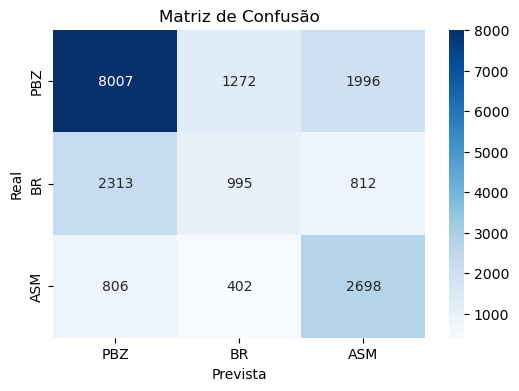 Matriz de Confusão
PBZ 8007 1272 1996
BR 2313 995 812
ASM 806 402 2698
PBZ BR ASM
Real
Prevista
8000
7000
6000
5000
4000
3000
2000
1000